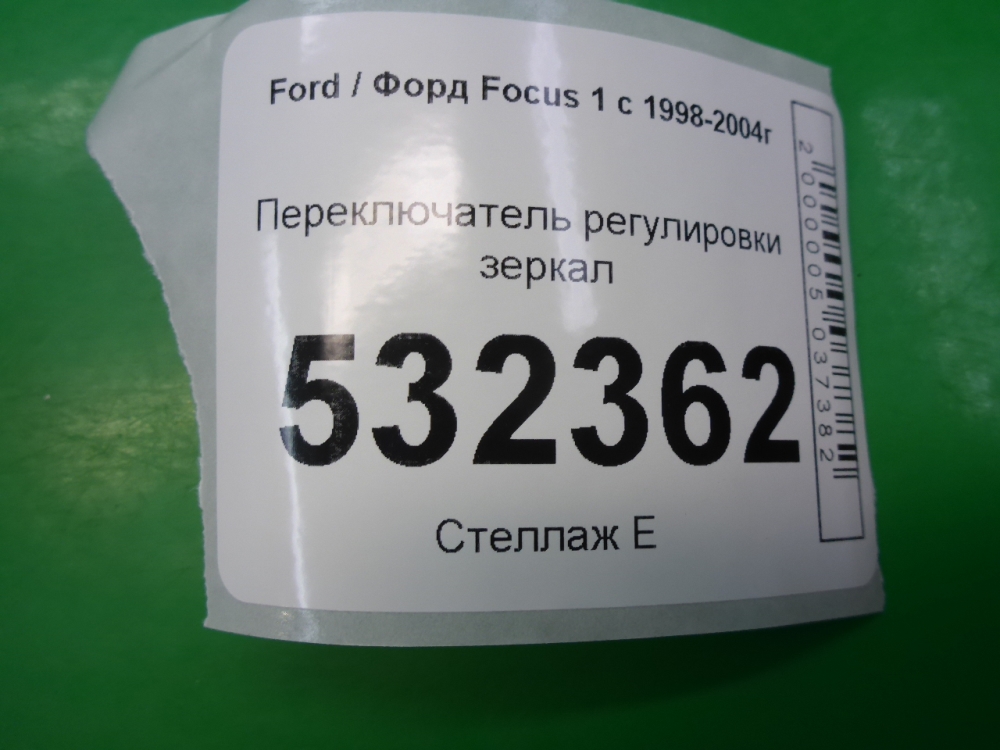 Ford / Форд Focus 1 с 1998-2004г
Переключатель регулировки
зеркал
532362
Стеллаж Е
2000005037382